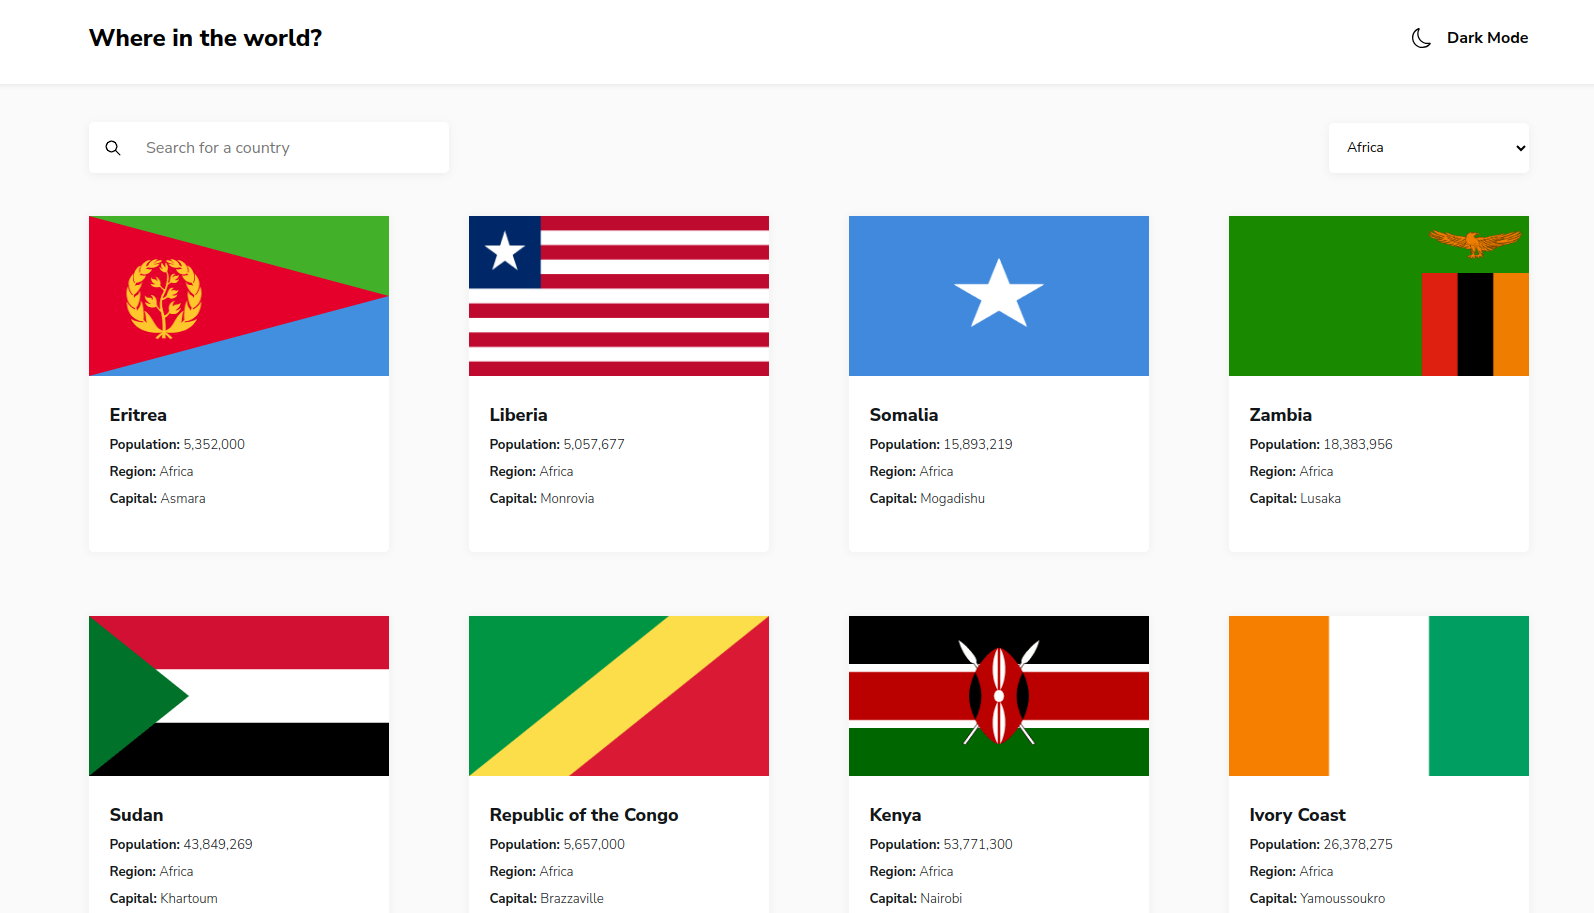 Where in the world?
Dark Mode
Search for a country
Africa
Eritrea
Population: 5,352,000
Region: Africa
Capital: Asmara
Liberia
Population: 5,057,677
Region: Africa
Capital: Monrovia
Somalia
Population: 15,893,219
Region: Africa
Capital: Mogadishu
Zambia
Population: 18,383,956
Region: Africa
Capital: Lusaka
Sudan
Population: 43,849,269
Region: Africa
Capital: Khartoum
Republic of the Congo
Population: 5,657,000
Region: Africa
Capital: Brazzaville
Kenya
Population: 53,771,300
Region: Africa
Capital: Nairobi
Ivory Coast
Population: 26,378,275
Region: Africa
Capital: Yamoussoukro